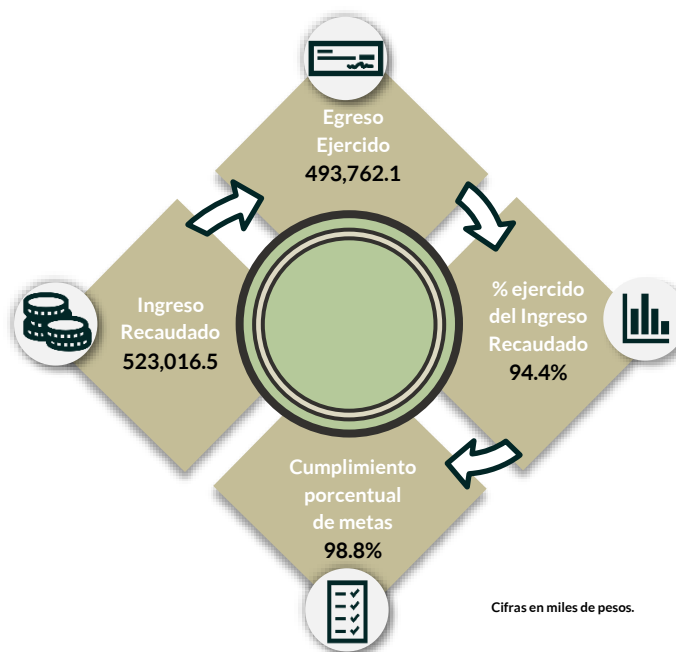 Egreso
Ejercido
493,762.1
Ingreso
Recaudado
523,016.5
% ejercido
del Ingreso
Recaudado
94.4%
Cumplimiento
porcentual
de metas
98.8%
Cifras en miles de pesos.